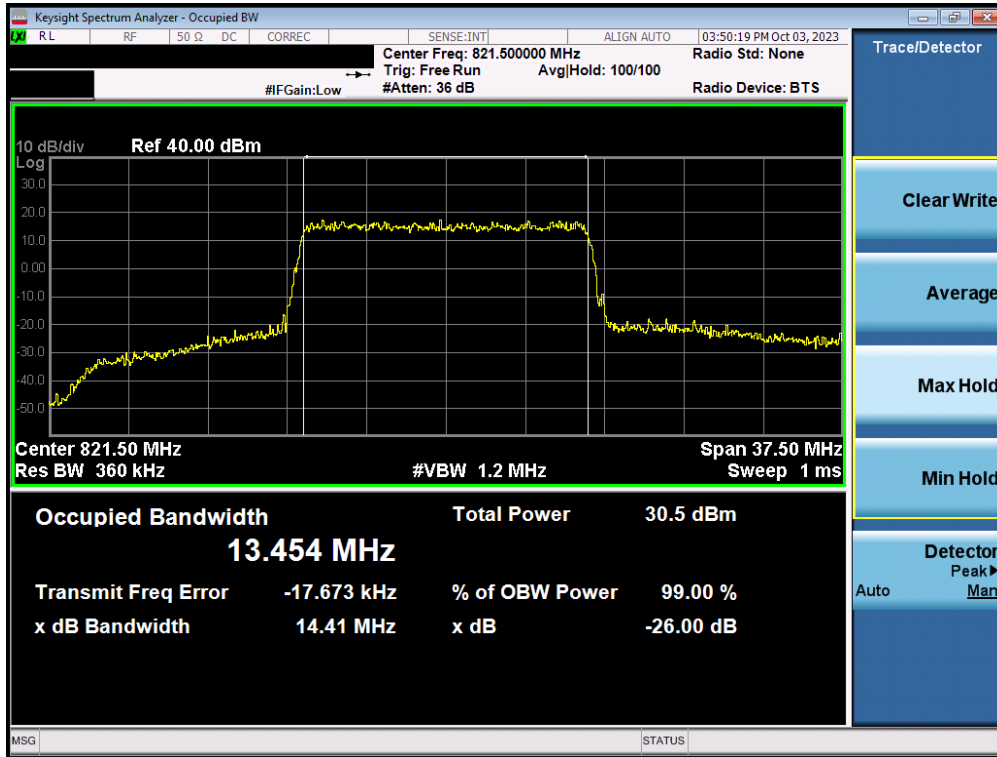 Keysight Spectrum Analyzer - Occupied BW
LXI RL RF 50 Ω DC CORREC SENSE:INT ALIGN AUTO 03:50:19 PM Oct 03, 2023
Center Freq: 821.500000 MHz Radio Std: None
Trig: Free Run Avg|Hold: 100/100
#IFGain:Low #Atten: 36 dB Radio Device: BTS
10 dB/div Ref 40.00 dBm
Log
30.0
20.0
10.0
0.00
-10.0
-20.0
-30.0
-40.0
-50.0
Center 821.50 MHz Span 37.50 MHz
Res BW 360 kHz #VBW 1.2 MHz Sweep 1 ms
Occupied Bandwidth Total Power 30.5 dBm
13.454 MHz
Transmit Freq Error -17.673 kHz % of OBW Power 99.00 %
x dB Bandwidth 14.41 MHz x dB -26.00 dB
MSG STATUS
Trace/Detector
Clear Write
Average
Max Hold
Min Hold
Detector
Peak▶
Auto Man